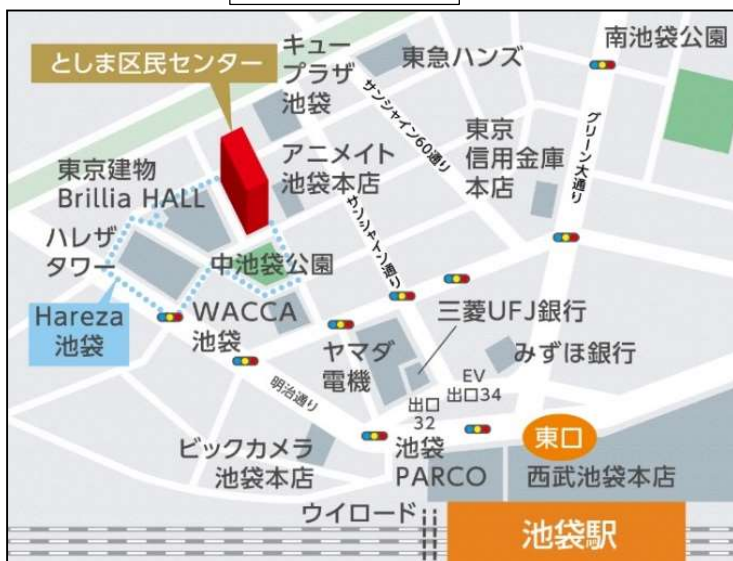 としま区民センター
キュー
プラザ
池袋
東急ハンズ
南池袋公園
サンシャイン60通り
グリーン大通り
東京
信用金庫
本店
東京建物
Brillia HALL
アニメイト
池袋本店
サンシャイン通り
ハレザ
タワー
中池袋公園
Hareza
池袋
WACCA
池袋
三菱UFJ銀行
ヤマダ
電機
みずほ銀行
EV
出口34
出口
32
明治通り
東口
ビックカメラ
池袋本店
池袋
PARCO
西武池袋本店
ウイロード
池袋駅